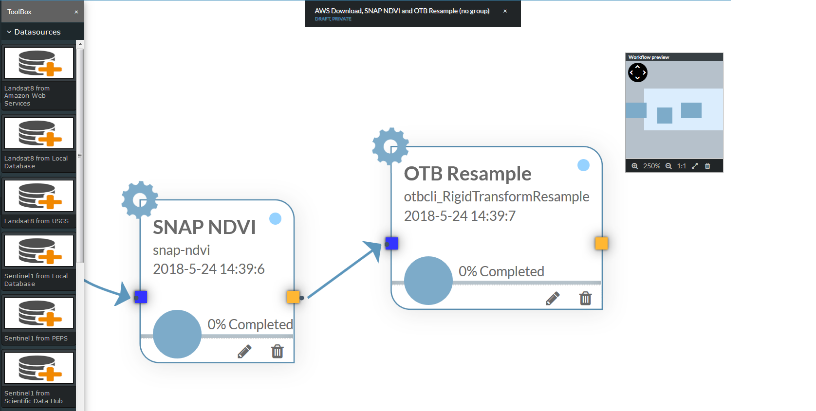 ToolBox
×
AWS Download, SNAP NDVI and OTB Resample (no group)
×
DRAFT, PRIVATE
Datasources
Landsat8 from
Amazon Web
Services
Landsat8 from Local
Database
Landsat8 from USGS
Sentinel1 from Local
Database
Sentinel1 from PEPS
Sentinel1 from
Scientific Data Hub
SNAP NDVI
snap-ndvi
2018-5-24 14:39:6
0% Completed
OTB Resample
otbcli_RigidTransformResample
2018-5-24 14:39:7
0% Completed
Workflow preview
250%
1:1